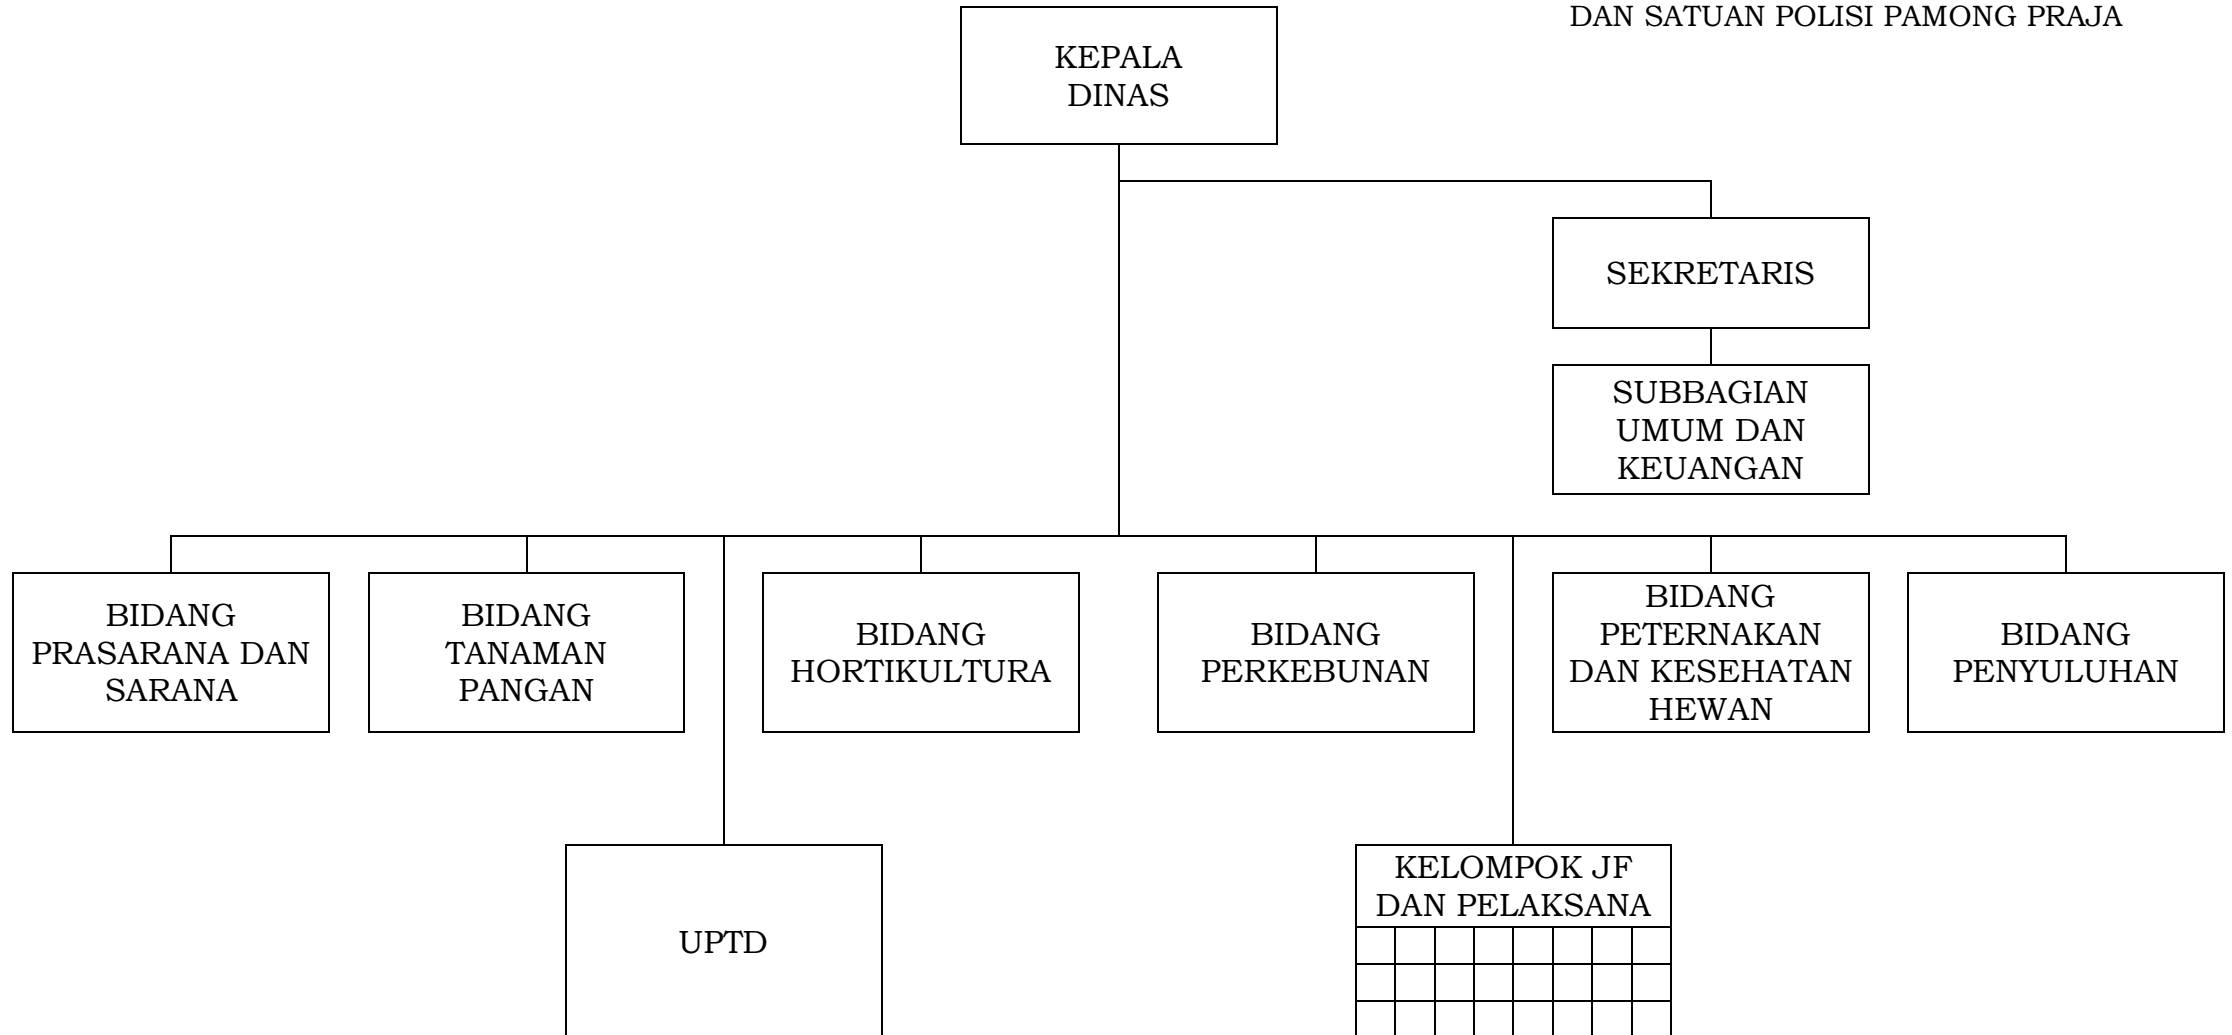 DAN SATUAN POLISI PAMONG PRAJA
KEPALA
DINAS
SEKRETARIS
SUBBAGIAN
UMUM DAN
KEUANGAN
BIDANG
PRASARANA DAN
SARANA
BIDANG
TANAMAN
PANGAN
BIDANG
HORTIKULTURA
BIDANG
PERKEBUNAN
BIDANG
PETERNAKAN
DAN KESEHATAN
HEWAN
BIDANG
PENYULUHAN
UPTD
KELOMPOK JF
DAN PELAKSANA